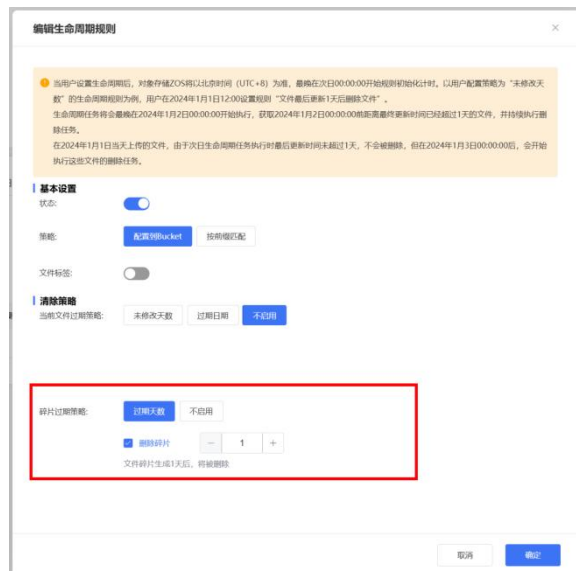 编辑生命周期规则
当用户设置生命周期后，对象存储ZOS将以北京时间（UTC+8）为准，最晚在次日00:00:00开始规则初始化计时。以用户配置策略为“未修改天
数”的生命周期规则为例，用户在2024年1月1日12:00设置规则“文件最后更新1天后删除文件”。
生命周期任务将会最晚在2024年1月2日00:00:00开始执行，获取2024年1月2日00:00:00前距离最终更新时间已经超过1天的文件，并持续执行删
除任务。
在2024年1月1日当天上传的文件，由于次日生命周期任务执行时最后更新时间未超过1天，不会被删除，但在2024年1月3日00:00:00后，会开始
执行这些文件的删除任务。
基本设置
状态:
策略: 配置到Bucket 按前缀匹配
文件标签:
清除策略
当前文件过期策略: 未修改天数 过期日期 不启用
碎片过期策略: 过期天数 不启用
删除碎片 − 1 +
文件碎片生成1天后，将被删除
取消 确定